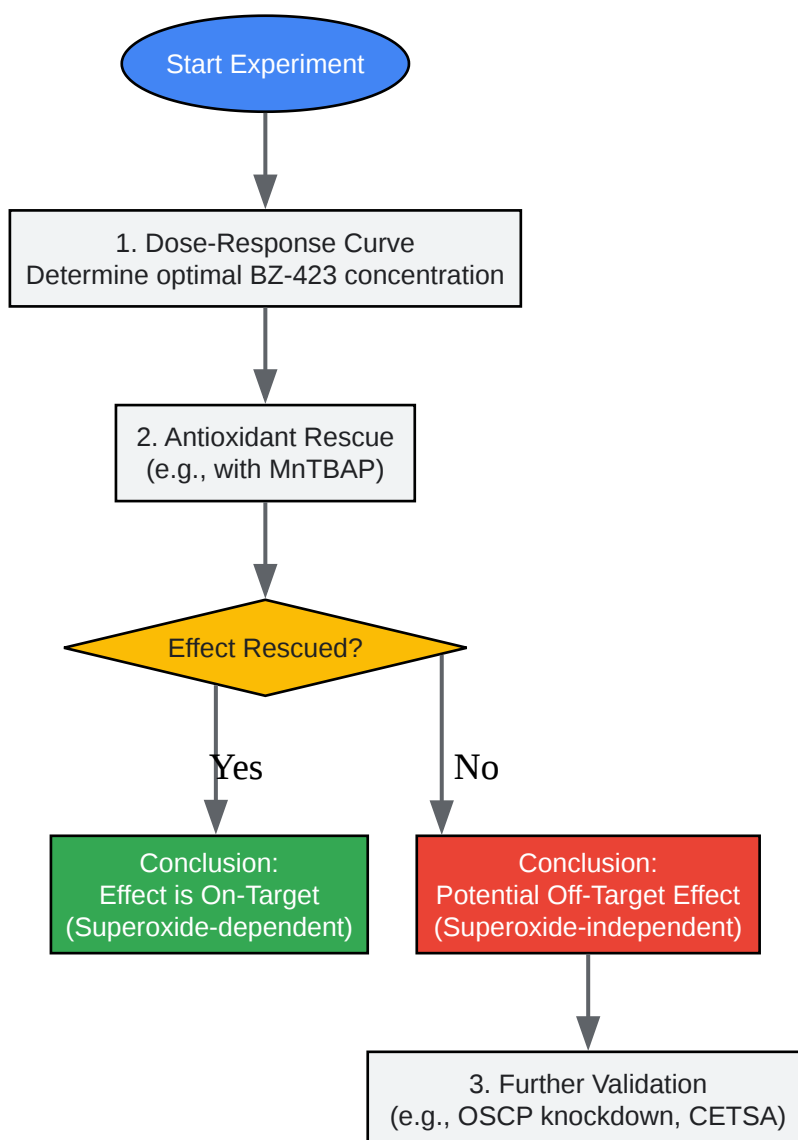 Start Experiment
1. Dose-Response Curve
Determine optimal BZ-423 concentration
2. Antioxidant Rescue
(e.g., with MnTBAP)
Effect Rescued?
Yes
No
Conclusion:
Effect is On-Target
(Superoxide-dependent)
Conclusion:
Potential Off-Target Effect
(Superoxide-independent)
3. Further Validation
(e.g., OSCP knockdown, CETSA)